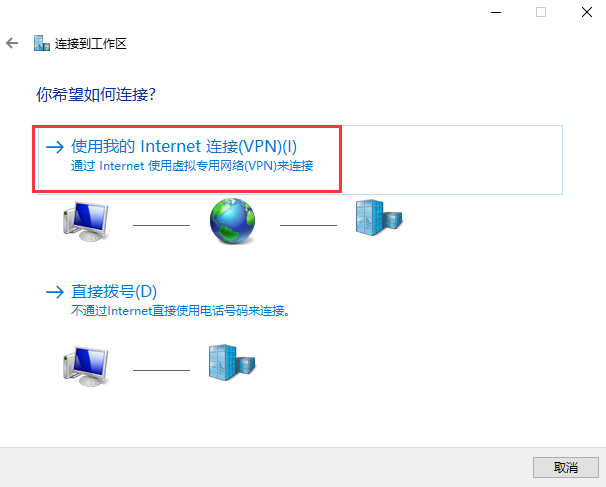 连接到工作区
你希望如何连接?
使用我的 Internet 连接(VPN)(I)
通过 Internet 使用虚拟专用网络(VPN)来连接
直接拨号(D)
不通过Internet直接使用电话号码来连接。
取消